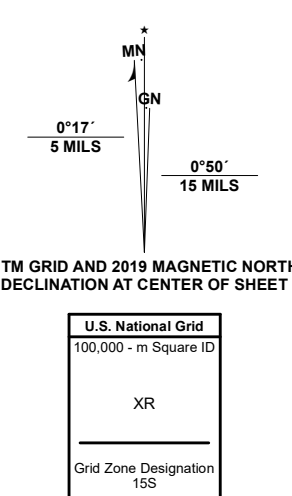 MN
GN
0°17´
5 MILS
0°50´
15 MILS
TM GRID AND 2019 MAGNETIC NORTH
DECLINATION AT CENTER OF SHEET
U.S. National Grid
100,000 - m Square ID
XR
Grid Zone Designation
15S